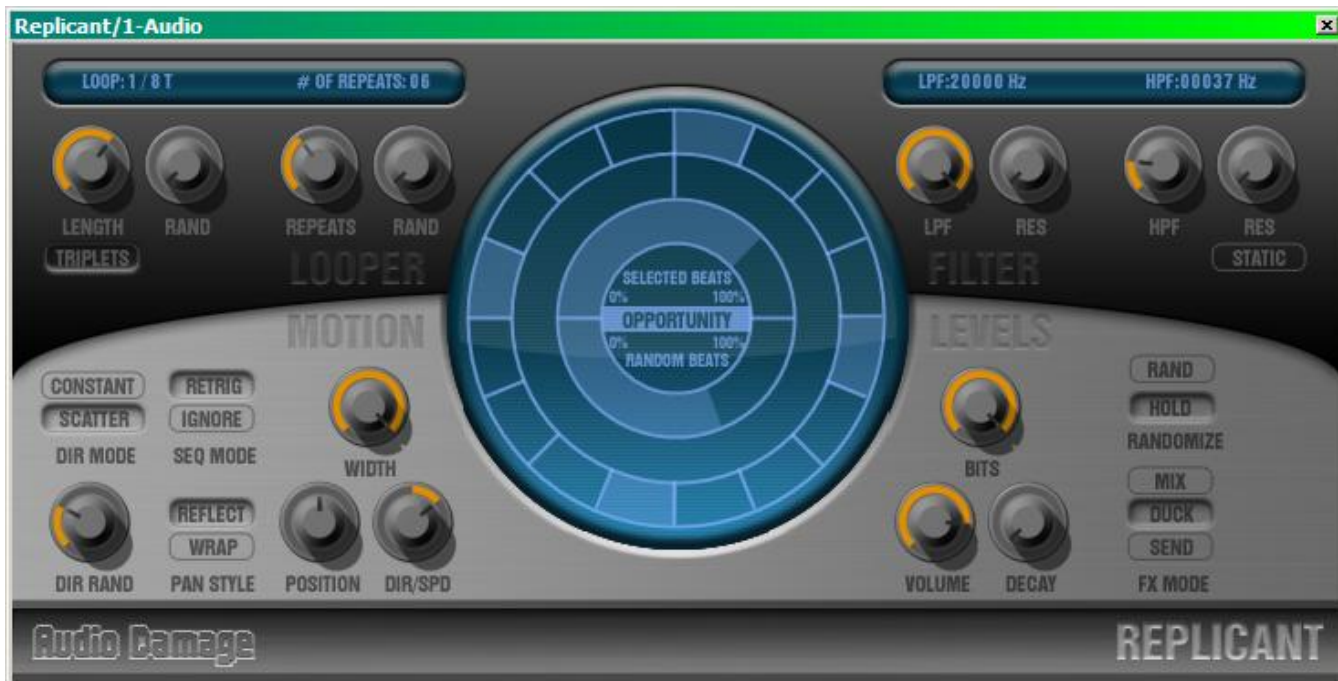 Replicant/1-Audio
LOOP:1 / 8 T # OF REPEATS:06
LPF:20000 Hz HPF:00037 Hz
LENGTH RAND REPEATS RAND
TRIPLETS
LOOPER
LPF RES HPF RES
STATIC
FILTER
SELECTED BEATS
0% 100%
OPPORTUNITY
0% 100%
RANDOM BEATS
MOTION
CONSTANT RETRIG
SCATTER IGNORE
DIR MODE SEQ MODE
WIDTH
REFLECT
WRAP
DIR RAND PAN STYLE POSITION DIR/SPD
LEVELS
RAND
HOLD
RANDOMIZE
BITS
MIX
DUCK
SEND
VOLUME DECAY FX MODE
Audio Damage
REPLICANT